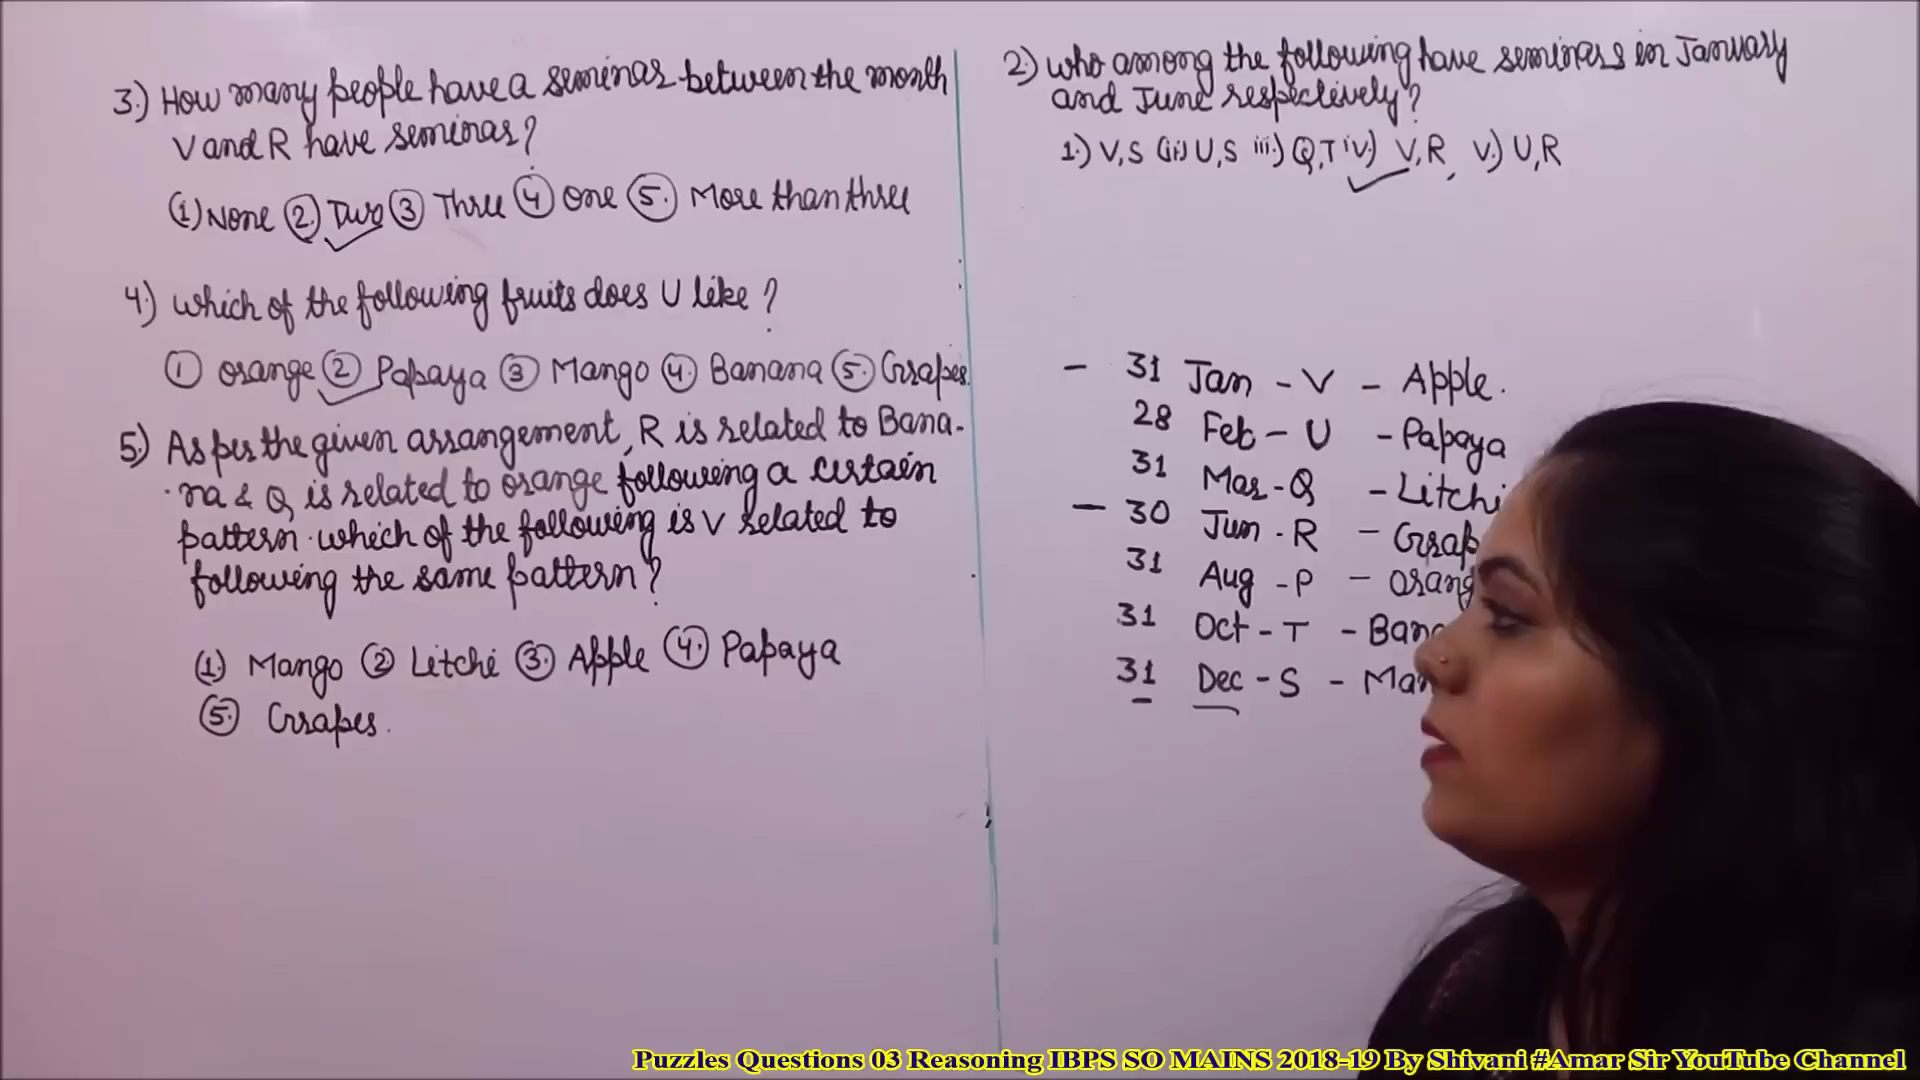 3.) How many people have a seminar between the month
V and R have seminar?
(1) None (2.) Two (3) Three (4) One (5.) More than three
4.) which of the following fruits does U like?
(1) orange (2) Papaya (3) Mango (4.) Banana (5.) Grapes.
5.) As per the given arrangement, R is related to Bana-
-na & Q is related to orange following a certain
pattern. which of the following is V related to
following the same pattern?
(1) Mango (2) Litchi (3.) Apple (4.) Papaya
(5.) Grapes.
2.) who among the following have seminars in January
and June respectively?
1.) V,S (ii) U,S iii.) Q,T iv.) V,R, v.) U,R
- 31 Jan - V - Apple.
28 Feb - U - Papaya
31 Mar - Q - Litchi
- 30 Jun - R - Grap
31 Aug - P - orang
31 Oct - T - Bana
31 Dec - S - Man
Puzzles Questions 03 Reasoning IBPS SO MAINS 2018-19 By Shivani #Amar Sir YouTube Channel